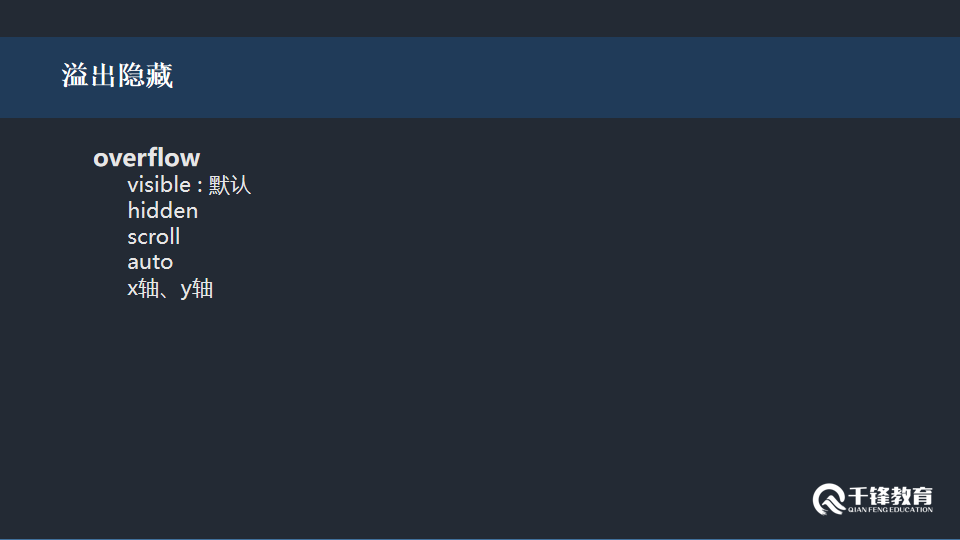 溢出隐藏
overflow
visible : 默认
hidden
scroll
auto
x轴、y轴
千锋教育
QIAN FENG EDUCATION